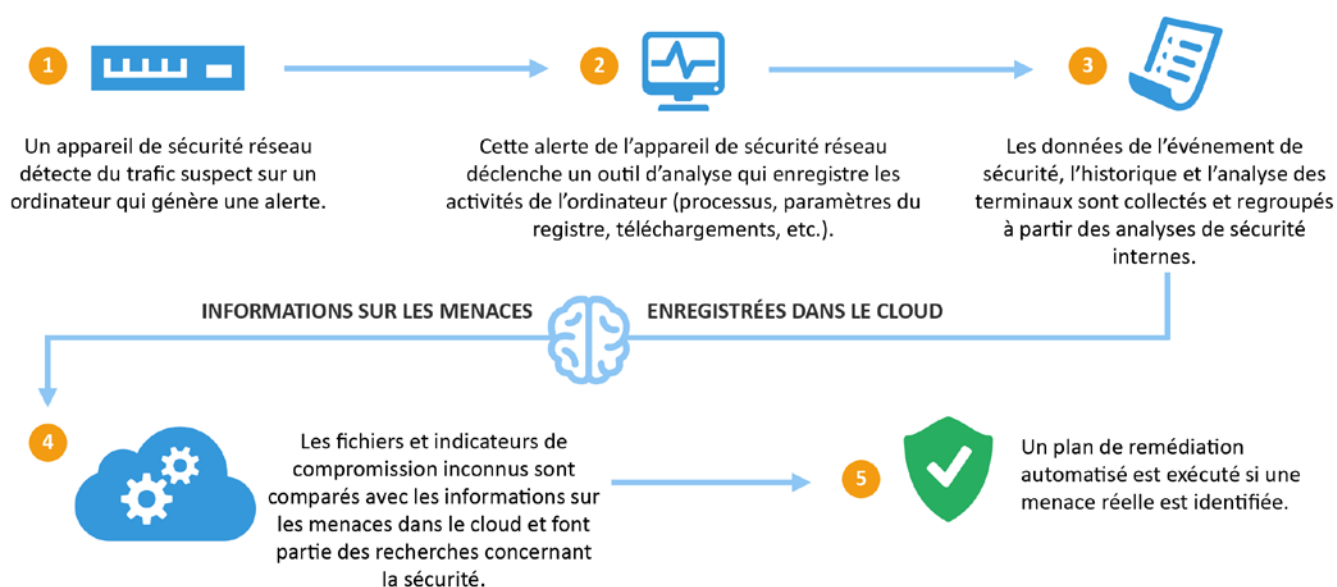 1
Un appareil de sécurité réseau
détecte du trafic suspect sur un
ordinateur qui génère une alerte.
2
Cette alerte de l'appareil de sécurité réseau
déclenche un outil d'analyse qui enregistre les
activités de l'ordinateur (processus, paramètres du
registre, téléchargements, etc.).
3
Les données de l'événement de
sécurité, l'historique et l'analyse des
terminaux sont collectés et regroupés
à partir des analyses de sécurité
internes.
INFORMATIONS SUR LES MENACES
ENREGISTRÉES DANS LE CLOUD
4
Les fichiers et indicateurs de
compromission inconnus sont
comparés avec les informations sur
les menaces dans le cloud et font
partie des recherches concernant
la sécurité.
5
Un plan de remédiation
automatisé est exécuté si une
menace réelle est identifiée.